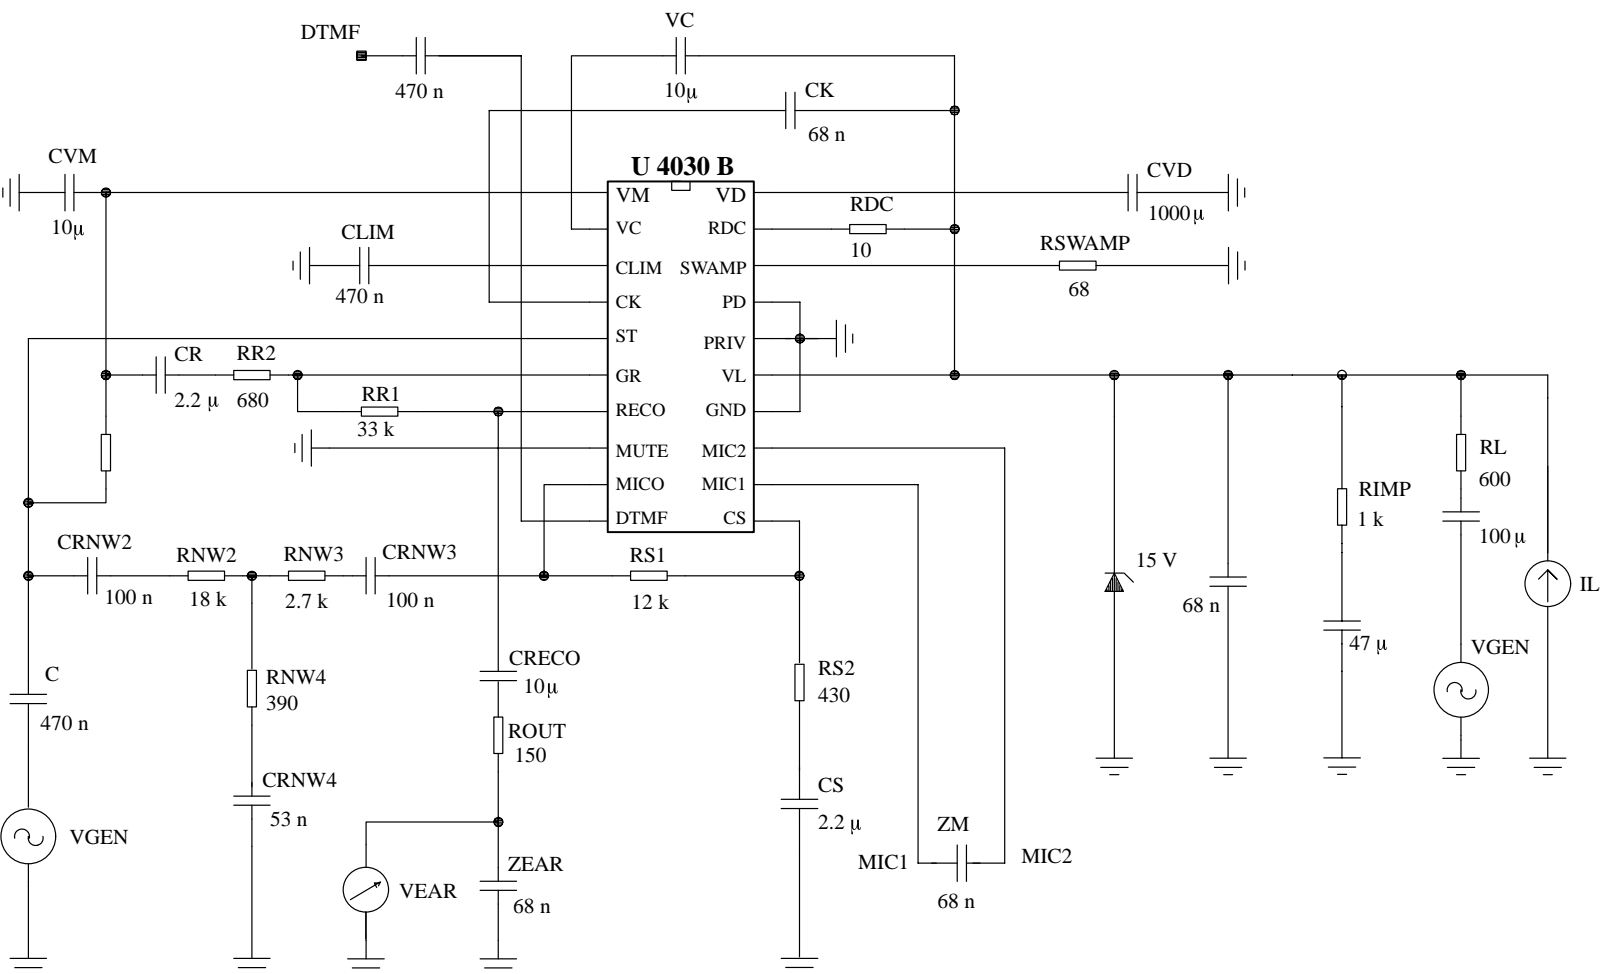 DTMF
470 n
VC
10µ
CK
68 n
CVM
10µ
U 4030 B
VM
VC
CLIM
CK
ST
GR
RECO
MUTE
MICO
DTMF
VD
RDC
SWAMP
PD
PRIV
VL
GND
MIC2
MIC1
CS
CVD
1000 µ
RDC
10
RSWAMP
68
CLIM
470 n
CR
2.2 µ
RR2
680
RR1
33 k
CRNW2
100 n
RNW2
18 k
RNW3
2.7 k
CRNW3
100 n
RS1
12 k
C
470 n
RNW4
390
CRNW4
53 n
VGEN
CRECO
10µ
ROUT
150
ZEAR
68 n
VEAR
RS2
430
CS
2.2 µ
ZM
MIC1
MIC2
68 n
15 V
68 n
RIMP
1 k
47 µ
RL
600
100 µ
VGEN
IL